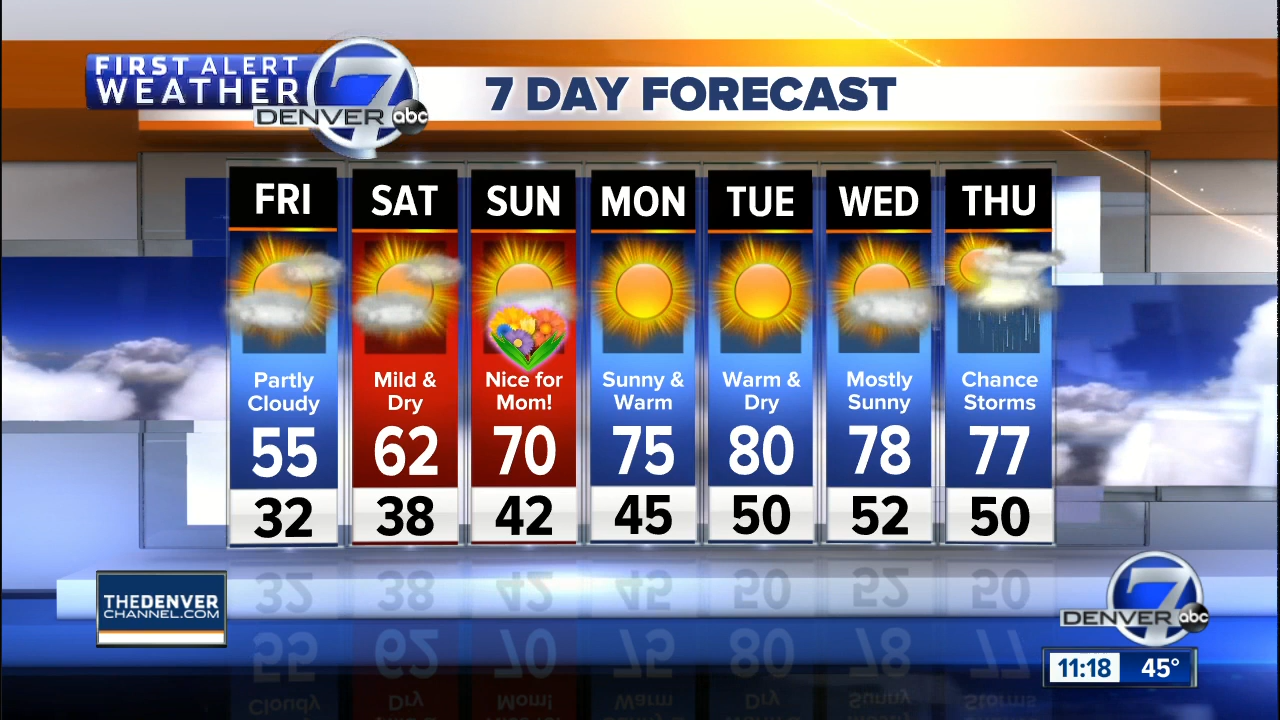 FIRST ALERT
WEATHER
7
DENVER abc
7 DAY FORECAST
FRI
SAT
SUN
MON
TUE
WED
THU
Partly
Cloudy
Mild &
Dry
Nice for
Mom!
Sunny &
Warm
Warm &
Dry
Mostly
Sunny
Chance
Storms
55
62
70
75
80
78
77
32
38
42
45
50
52
50
THEDENVER
CHANNEL.COM
7
DENVER abc
11:18 45°